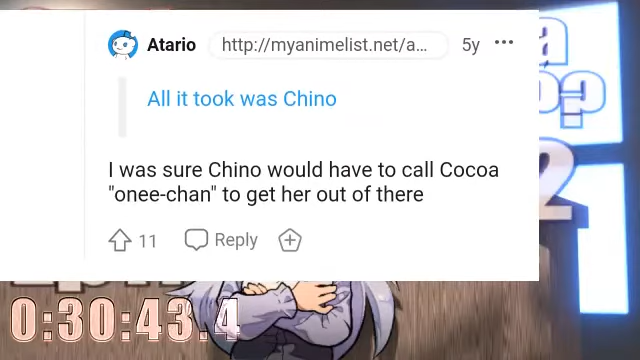 Atario http://myanimelist.net/a... 5y
All it took was Chino
I was sure Chino would have to call Cocoa
"onee-chan" to get her out of there
11 Reply
2
0:30:43.4